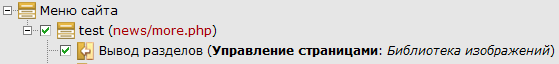 Меню сайта
test (news/more.php)
Вывод разделов (Управление страницами: Библиотека изображений)